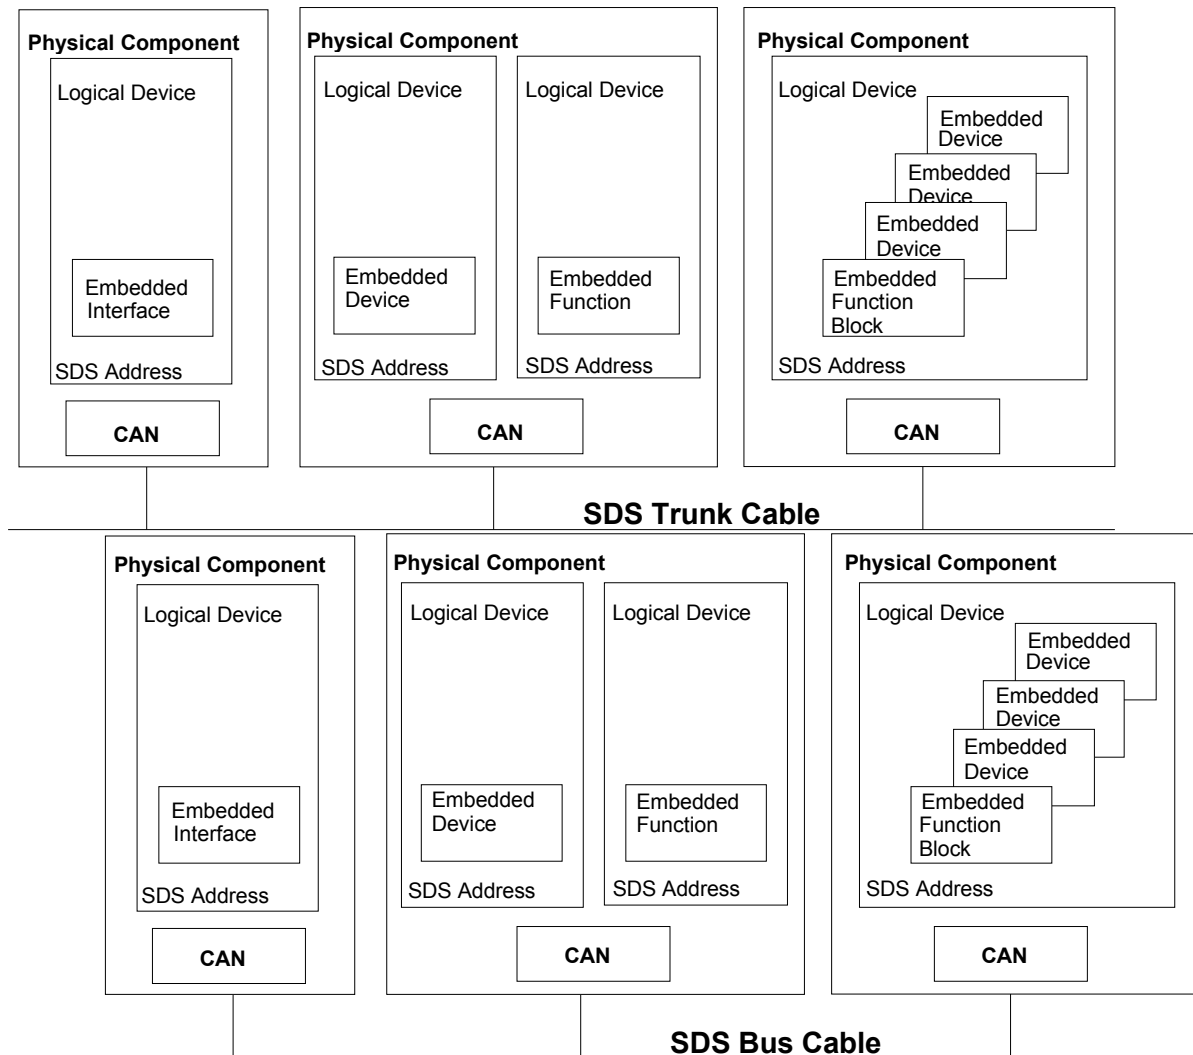 Physical Component
Logical Device
Embedded
Interface
SDS Address
CAN
Physical Component
Logical Device
Embedded
Device
SDS Address
Logical Device
Embedded
Function
SDS Address
CAN
Physical Component
Logical Device
Embedded
Device
Embedded
Device
Embedded
Device
Embedded
Function
Block
SDS Address
CAN
SDS Trunk Cable
Physical Component
Logical Device
Embedded
Interface
SDS Address
CAN
Physical Component
Logical Device
Embedded
Device
SDS Address
Logical Device
Embedded
Function
SDS Address
CAN
Physical Component
Logical Device
Embedded
Device
Embedded
Device
Embedded
Device
Embedded
Function
Block
SDS Address
CAN
SDS Bus Cable